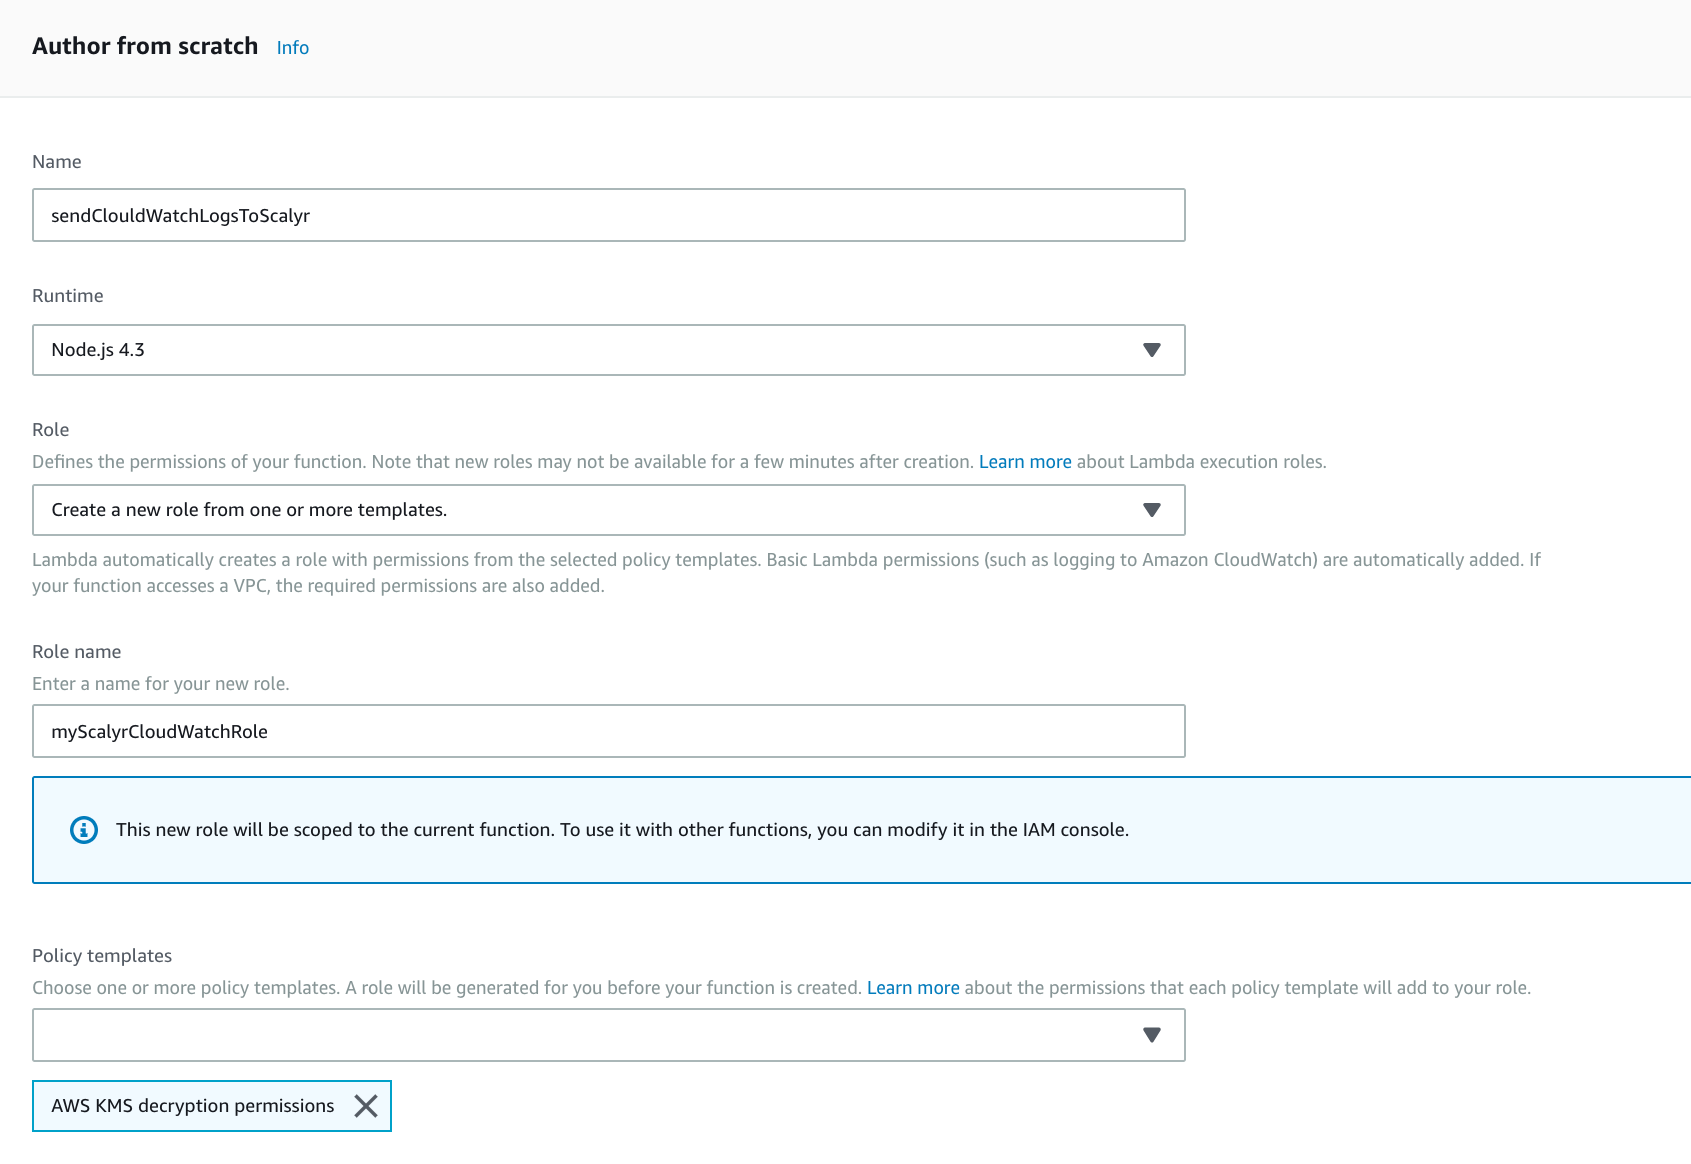 Author from scratch Info
Name
sendClouldWatchLogsToScalyr
Runtime
Node.js 4.3
Role
Defines the permissions of your function. Note that new roles may not be available for a few minutes after creation. Learn more about Lambda execution roles.
Create a new role from one or more templates.
Lambda automatically creates a role with permissions from the selected policy templates. Basic Lambda permissions (such as logging to Amazon CloudWatch) are automatically added. If
your function accesses a VPC, the required permissions are also added.
Role name
Enter a name for your new role.
myScalyrCloudWatchRole
This new role will be scoped to the current function. To use it with other functions, you can modify it in the IAM console.
Policy templates
Choose one or more policy templates. A role will be generated for you before your function is created. Learn more about the permissions that each policy template will add to your role.
AWS KMS decryption permissions